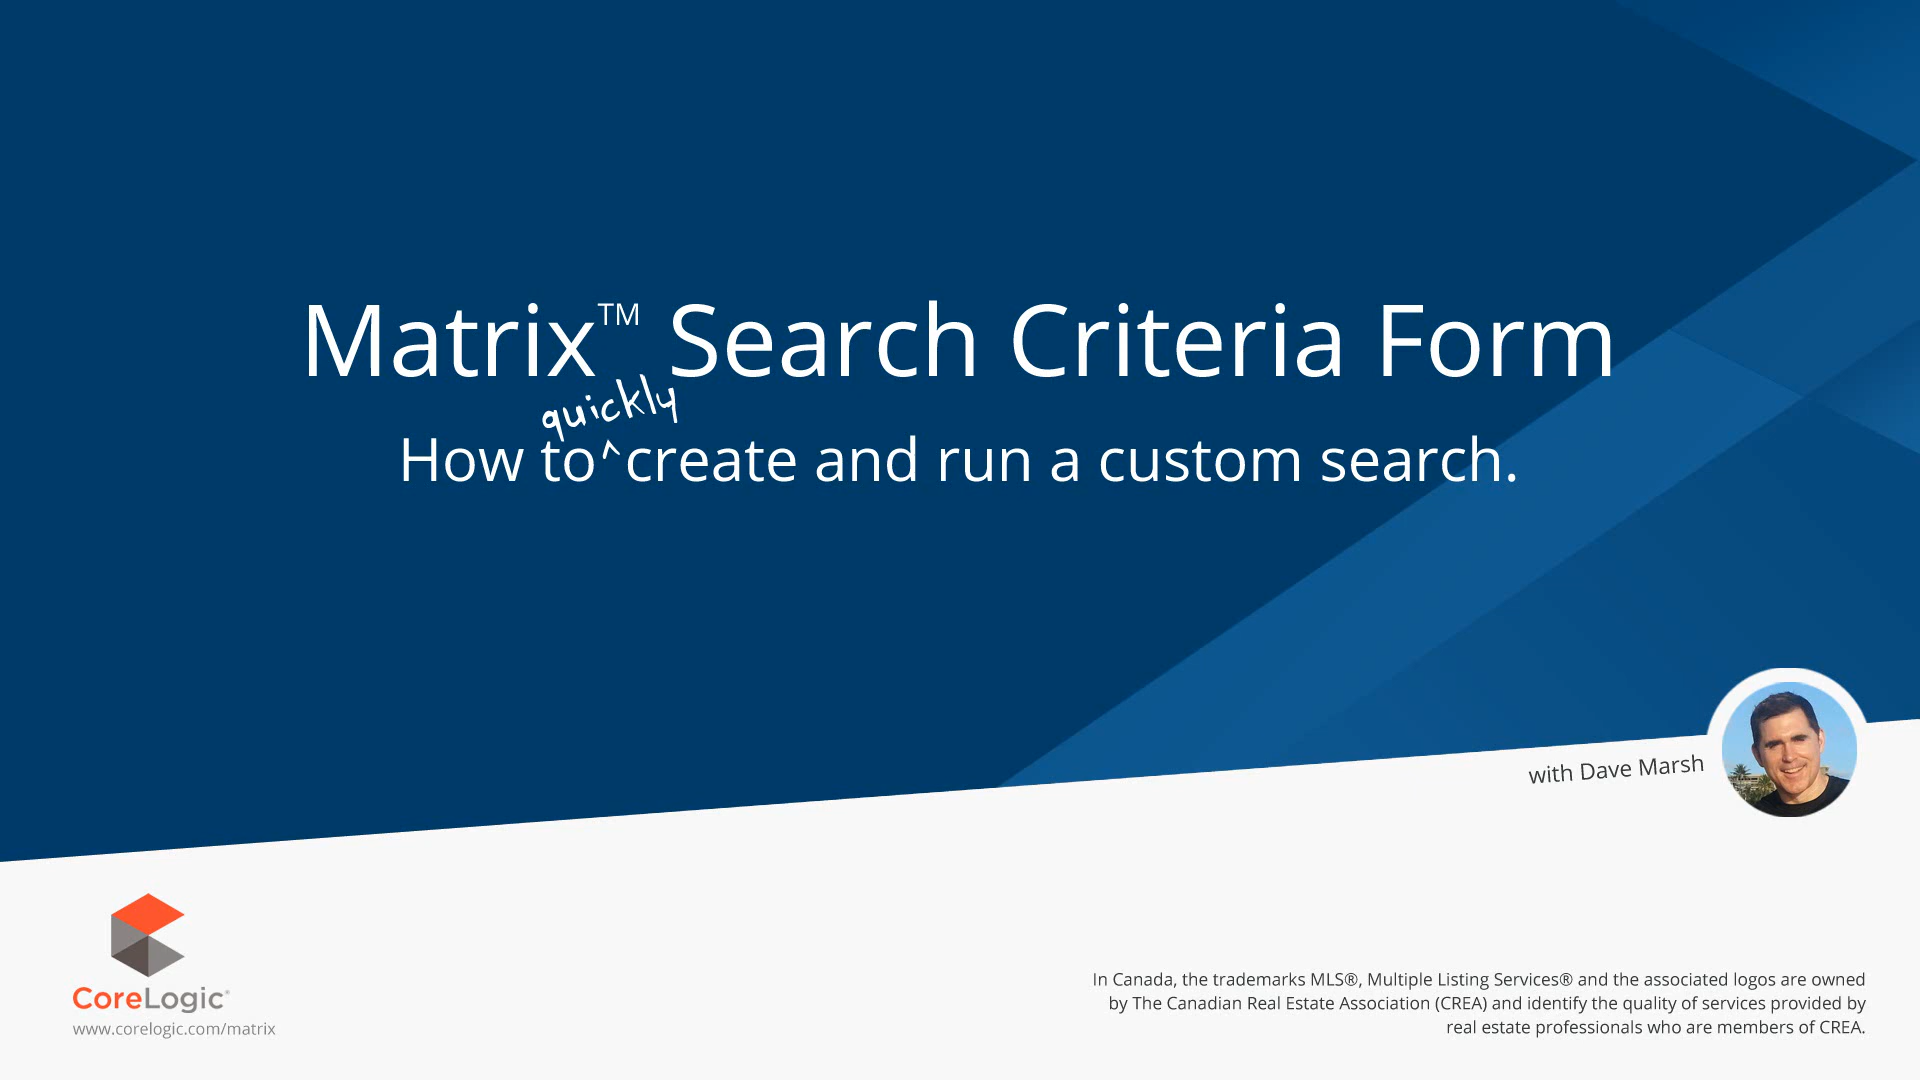 Matrix™ Search Criteria Form
quickly
How to ^ create and run a custom search.
with Dave Marsh
CoreLogic®
www.corelogic.com/matrix
In Canada, the trademarks MLS®, Multiple Listing Services® and the associated logos are owned
by The Canadian Real Estate Association (CREA) and identify the quality of services provided by
real estate professionals who are members of CREA.